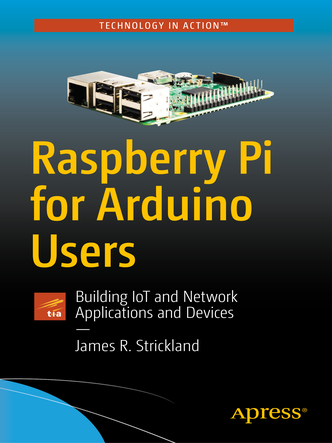 TECHNOLOGY IN ACTION™
Raspberry Pi
for Arduino
Users
tia
Building IoT and Network
Applications and Devices
James R. Strickland
Apress®